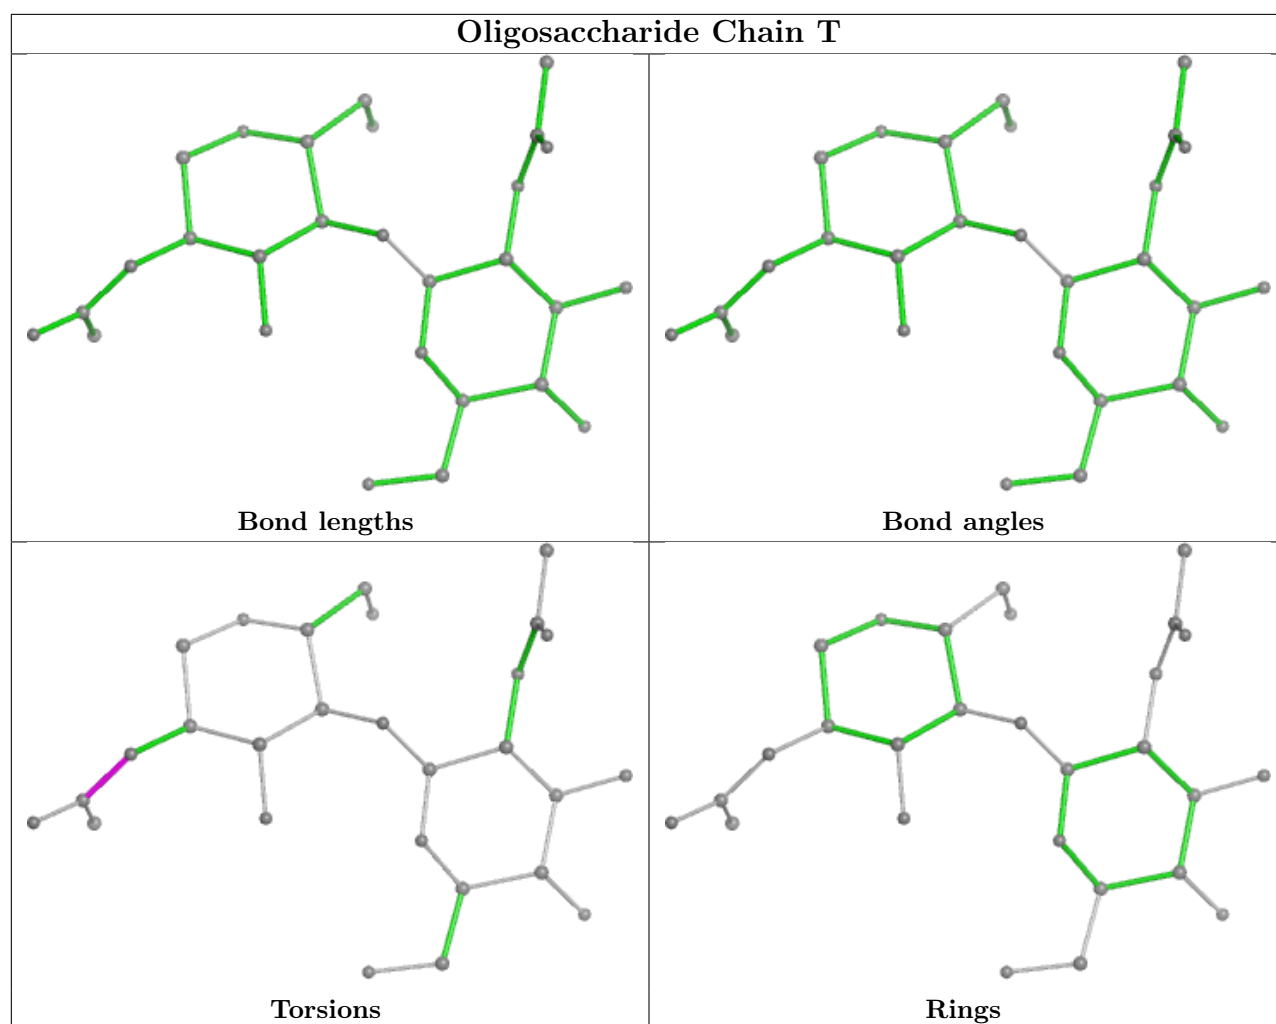 Oligosaccharide Chain T
Bond lengths
Bond angles
Torsions
Rings